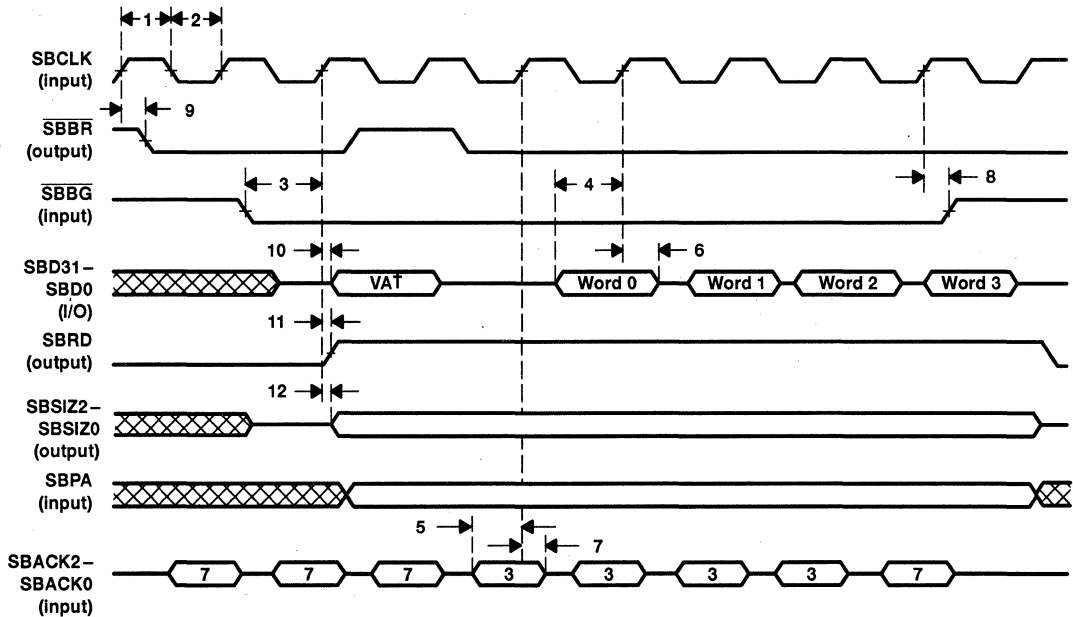 1 2
SBCLK
(input)
9
SBBR
(output)
3 4 8
SBBG
(input)
10 6
SBD31–
SBD0
(I/O)
VA† Word 0 Word 1 Word 2 Word 3
11
SBRD
(output)
12
SBSIZ2–
SBSIZ0
(output)
SBPA
(input)
5 7
SBACK2–
SBACK0
(input)
7 7 7 3 3 3 3 7